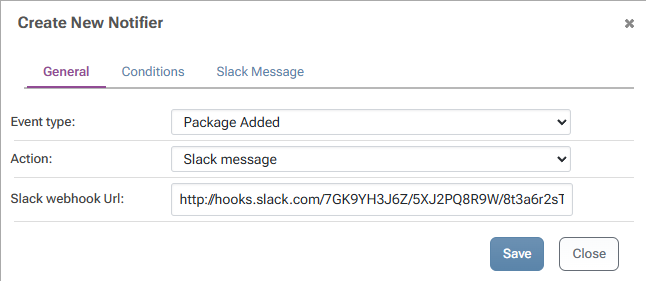 Create New Notifier
×
General Conditions Slack Message
Event type: Package Added
Action: Slack message
Slack webhook Url: http://hooks.slack.com/7GK9YH3J6Z/5XJ2PQ8R9W/8t3a6r2sT
Save Close